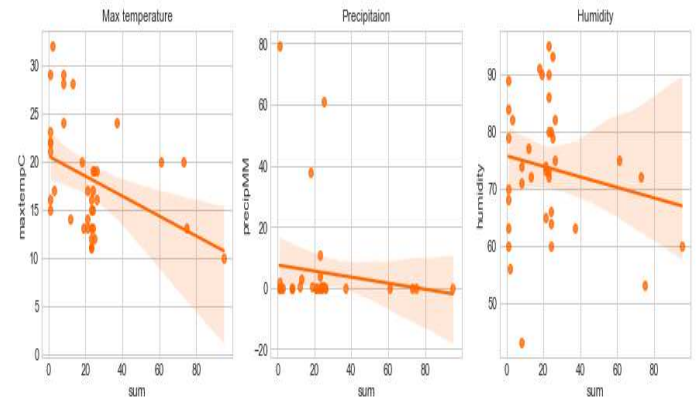 Max temperature
maxtempC
30
25
20
15
10
5
0
0 20 40 60 80
sum
Precipitaion
precipMM
80
60
40
20
0
−20
0 20 40 60 80
sum
Humidity
humidity
90
80
70
60
50
0 20 40 60 80
sum